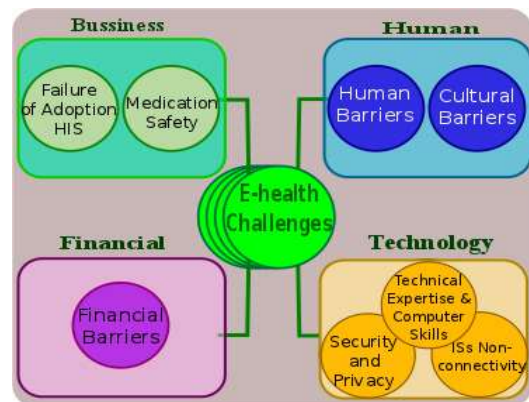 Bussiness
Failure
of Adoption
HIS
Medication
Safety
Human
Human
Barriers
Cultural
Barriers
E-health
Challenges
Financial
Financial
Barriers
Technology
Technical
Expertise &
Computer
Skills
Security
and
Privacy
ISs Non-
connectivity